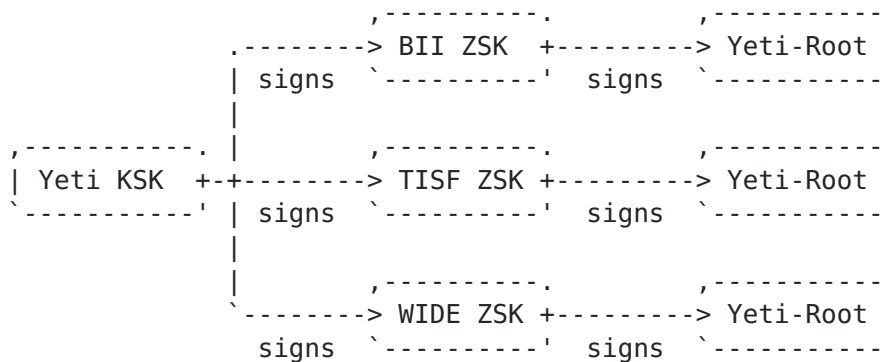 BII ZSK Yeti-Root
signs signs
Yeti KSK TISF ZSK Yeti-Root
signs signs
WIDE ZSK Yeti-Root
signs signs